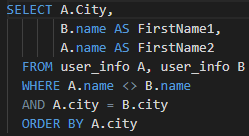 SELECT A.City,
B.name AS FirstName1,
A.name AS FirstName2
FROM user_info A, user_info B
WHERE A.name <> B.name
AND A.city = B.city
ORDER BY A.city